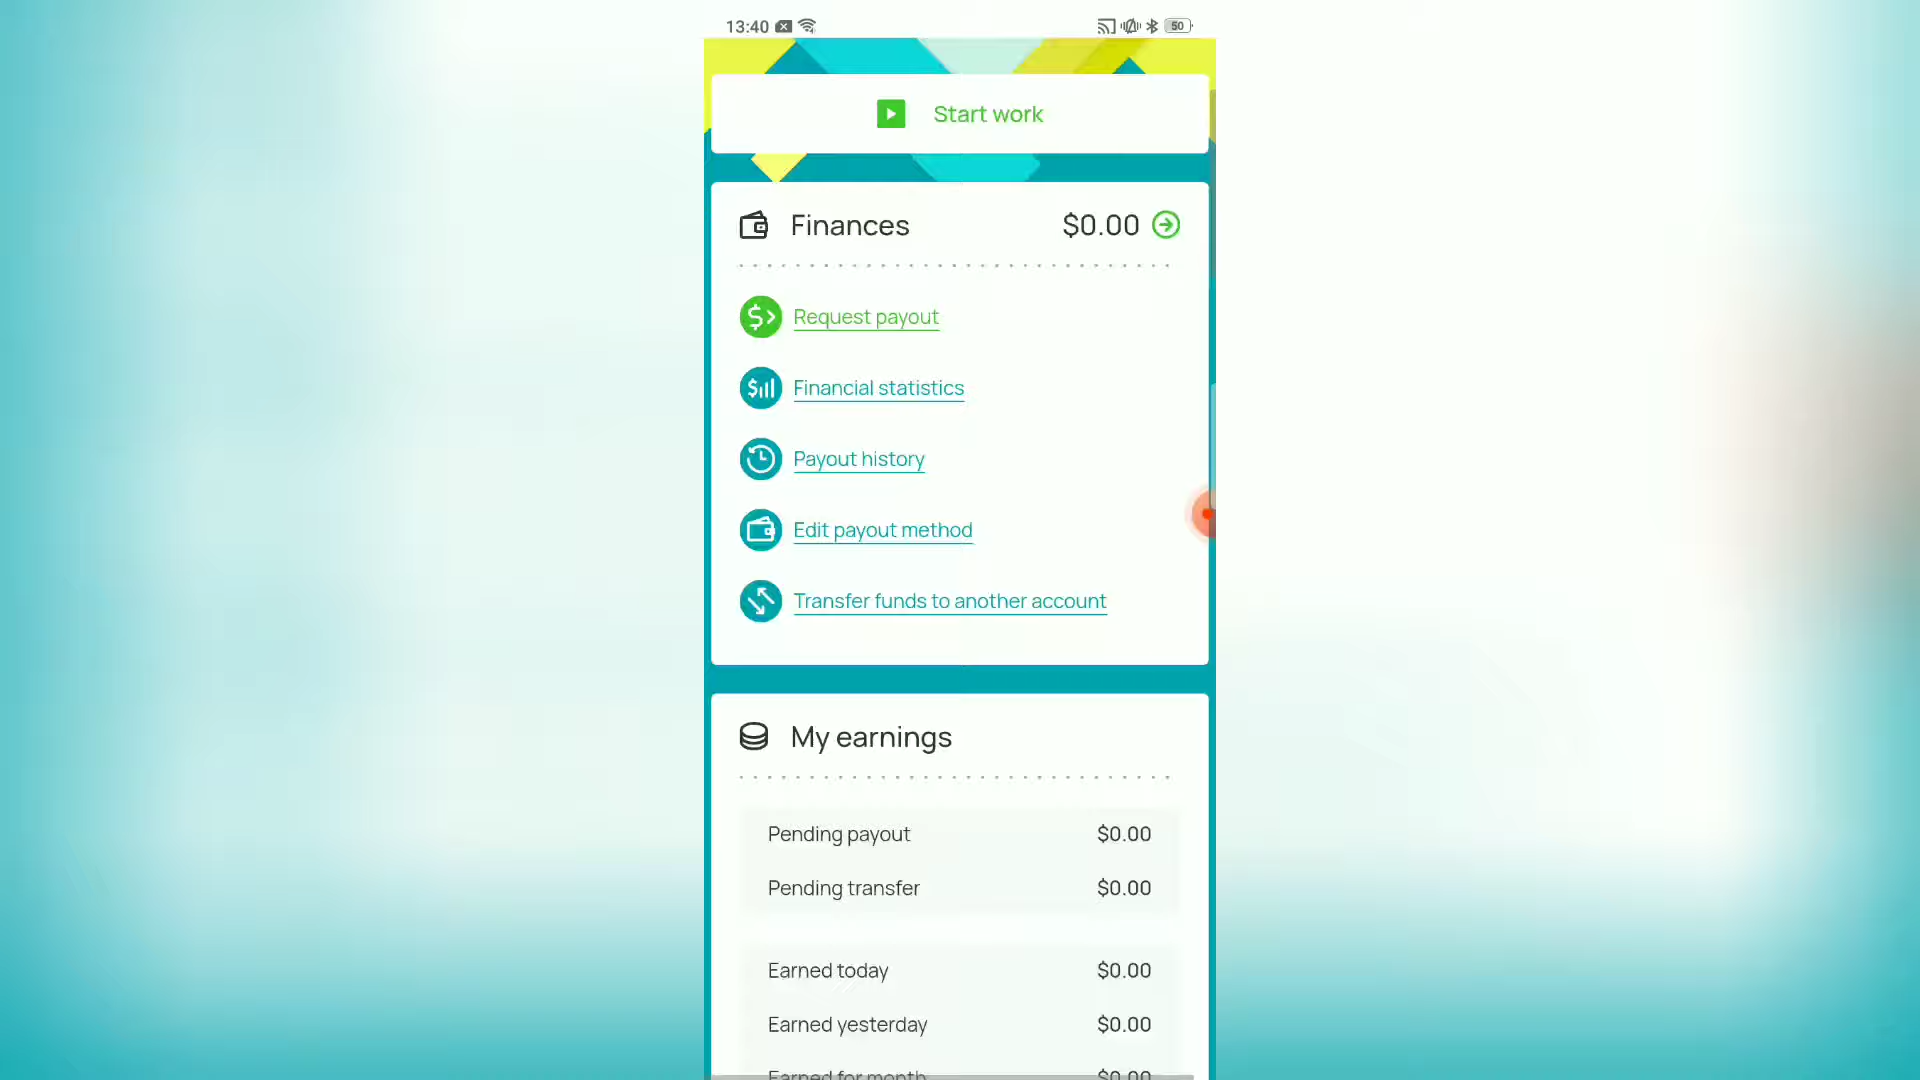 13:40 50
Start work
Finances $0.00
Request payout
Financial statistics
Payout history
Edit payout method
Transfer funds to another account
My earnings
Pending payout $0.00
Pending transfer $0.00
Earned today $0.00
Earned yesterday $0.00
Earned for month $0.00